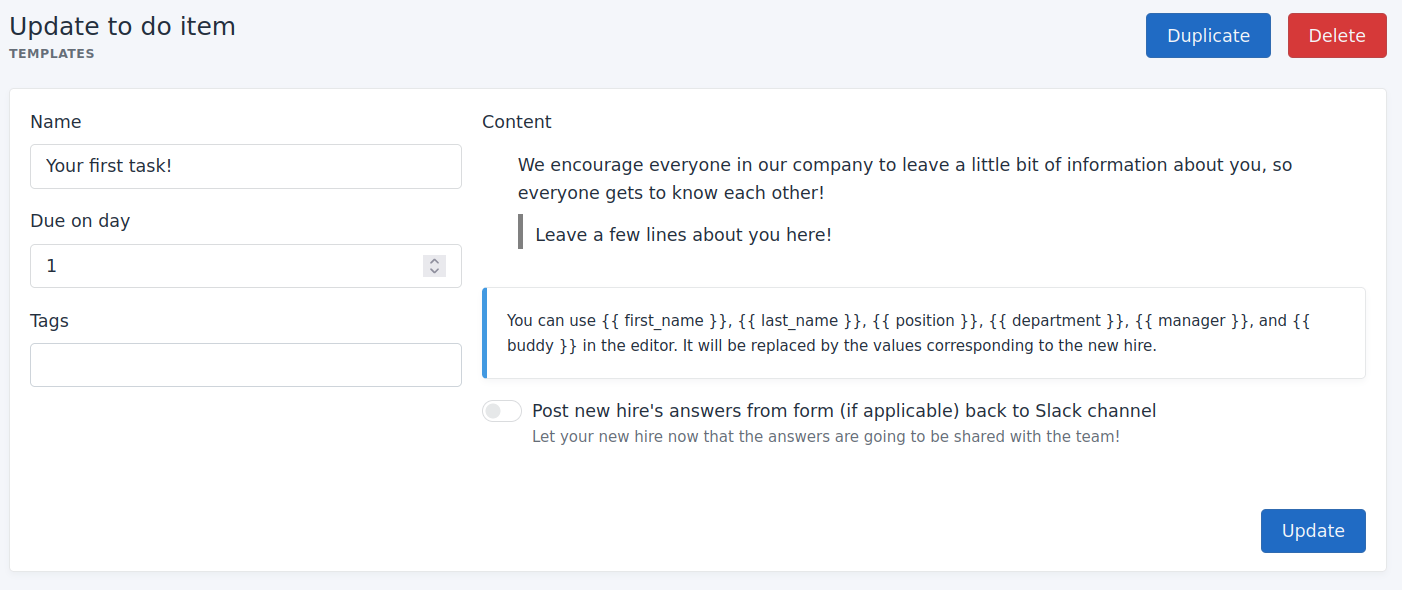 Update to do item
TEMPLATES
Duplicate
Delete
Name
Your first task!
Due on day
1
Tags
Content
We encourage everyone in our company to leave a little bit of information about you, so
everyone gets to know each other!
Leave a few lines about you here!
You can use {{ first_name }}, {{ last_name }}, {{ position }}, {{ department }}, {{ manager }}, and {{
buddy }} in the editor. It will be replaced by the values corresponding to the new hire.
Post new hire's answers from form (if applicable) back to Slack channel
Let your new hire now that the answers are going to be shared with the team!
Update